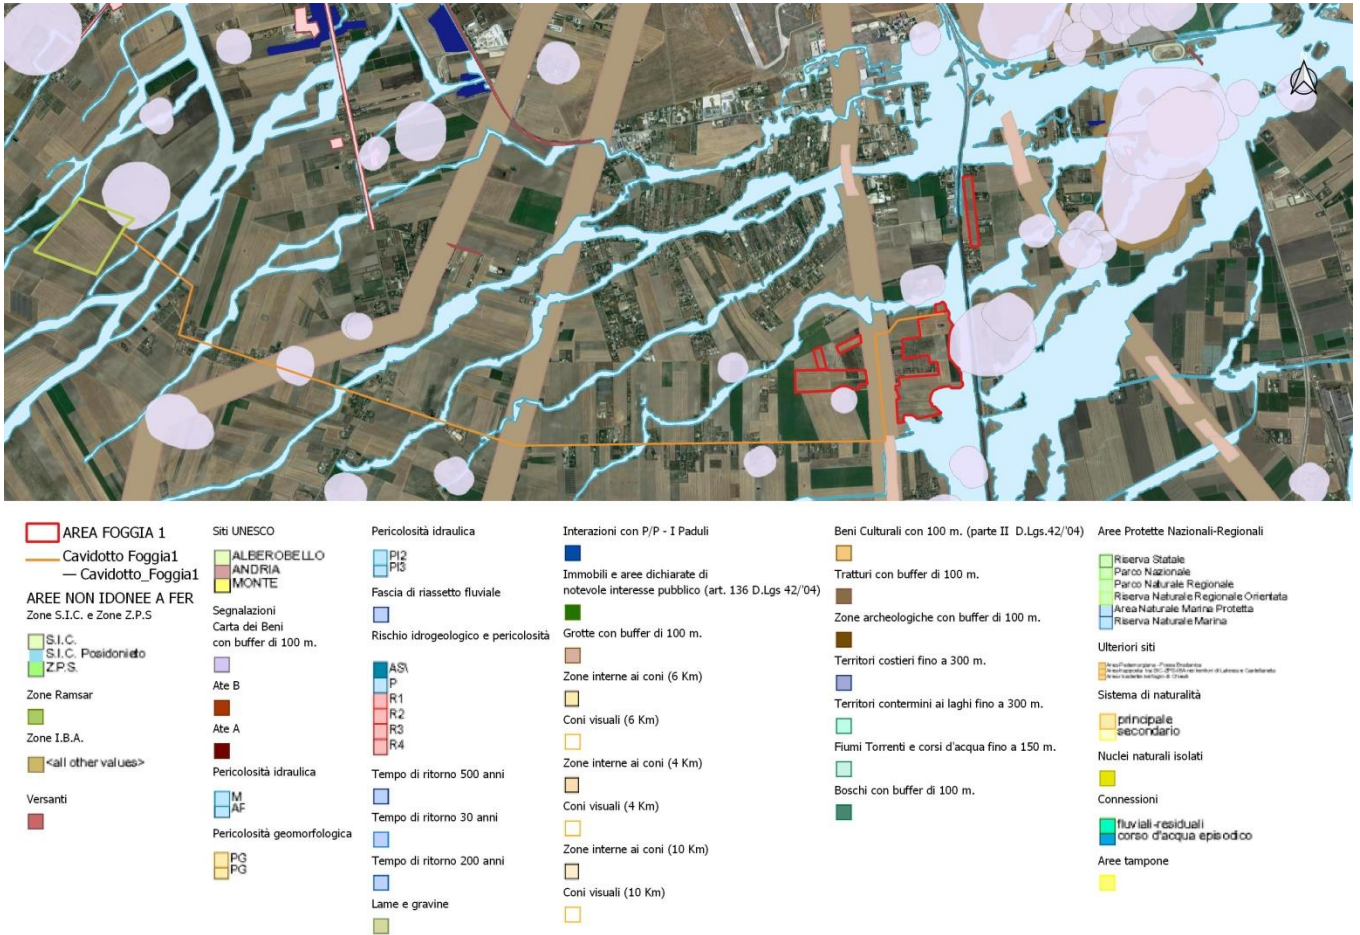 AREA FOGGIA 1
Cavidotto Foggia1
— Cavidotto_Foggia1
AREE NON IDONEE A FER
Zone S.I.C. e Zone Z.P.S
S.I.C.
S.I.C. Posidonieto
Z.P.S.
Zone Ramsar
Zone I.B.A.
<all other values>
Versanti
Siti UNESCO
ALBEROBELLO
ANDRIA
MONTE
Segnalazioni
Carta dei Beni
con buffer di 100 m.
Ate B
Ate A
Pericolosità idraulica
M
AF
Pericolosità geomorfologica
PG
PG
Pericolosità idraulica
PI2
PI3
Fascia di riassetto fluviale
Rischio idrogeologico e pericolosità
P
R1
R2
R3
R4
Tempo di ritorno 500 anni
Tempo di ritorno 30 anni
Tempo di ritorno 200 anni
Lame e gravine
Interazioni con P/P - I Paduli
Immobili e aree dichiarate di
notevole interesse pubblico (art. 136 D.Lgs 42/'04)
Grotte con buffer di 100 m.
Zone interne ai coni (6 Km)
Coni visuali (6 Km)
Zone interne ai coni (4 Km)
Coni visuali (4 Km)
Zone interne ai coni (10 Km)
Coni visuali (10 Km)
Beni Culturali con 100 m. (parte II D.Lgs.42/'04)
Tratturi con buffer di 100 m.
Zone archeologiche con buffer di 100 m.
Territori costieri fino a 300 m.
Territori contermini ai laghi fino a 300 m.
Fiumi Torrenti e corsi d'acqua fino a 150 m.
Boschi con buffer di 100 m.
Aree Protette Nazionali-Regionali
Riserva Statale
Parco Nazionale
Parco Naturale Regionale
Riserva Naturale Regionale Orientata
Area Naturale Marina Protetta
Riserva Naturale Marina
Ulteriori siti
Sistema di naturalità
principale
secondario
Nuclei naturali isolati
Connessioni
fluviali-residuali
corso d'acqua episodico
Aree tampone